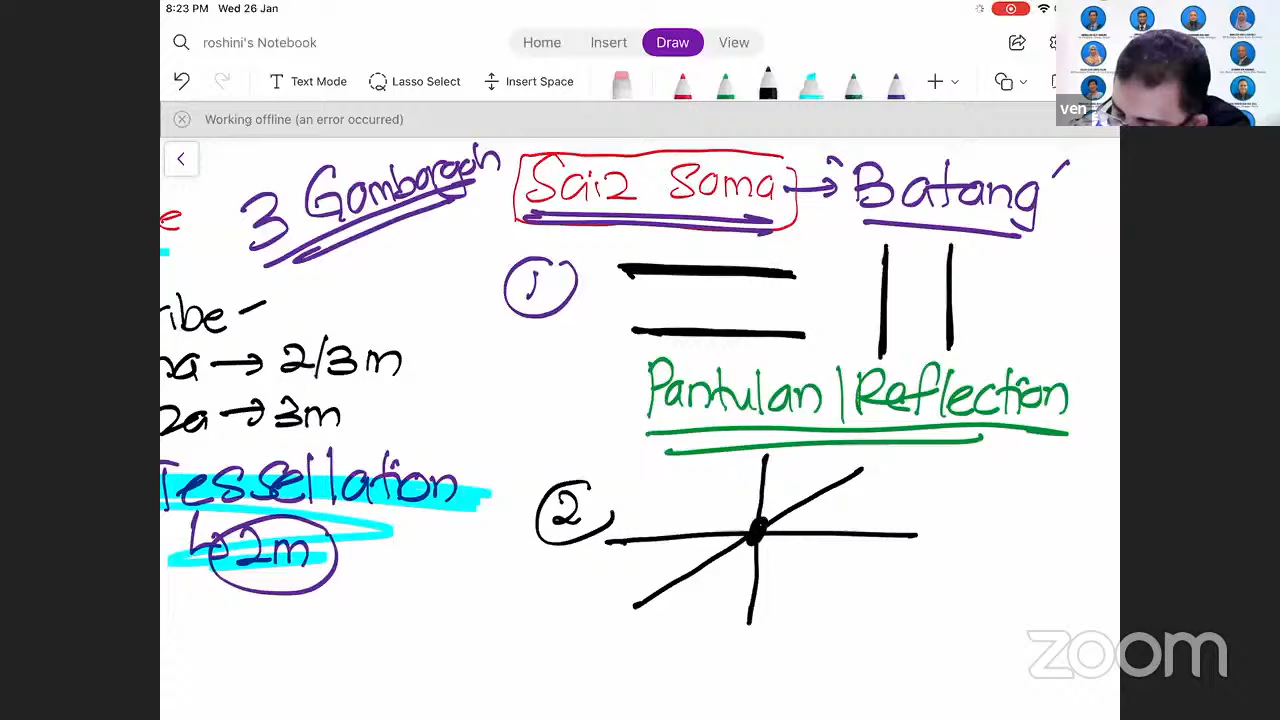 8:23 PM Wed 26 Jan
roshini's Notebook
Home Insert Draw View
Text Mode Lasso Select Insert Space
Working offline (an error occurred)
ven
3 Gambarajah
Saiz Sama → Batang
e
1
ribe -
na → 2/3m
2a → 3m
Pantulan | Reflection
Tessellation
↳ 2m
2
zoom